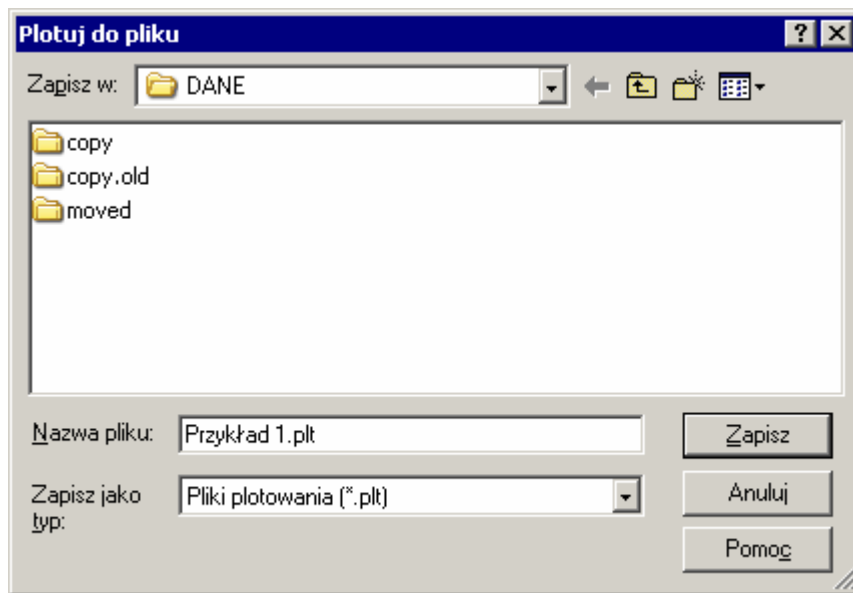 Plotuj do pliku
Zapisz w: DANE
copy
copy.old
moved
Nazwa pliku: Przykład 1.plt Zapisz
Zapisz jako typ: Pliki plotowania (*.plt) Anuluj
Pomoc